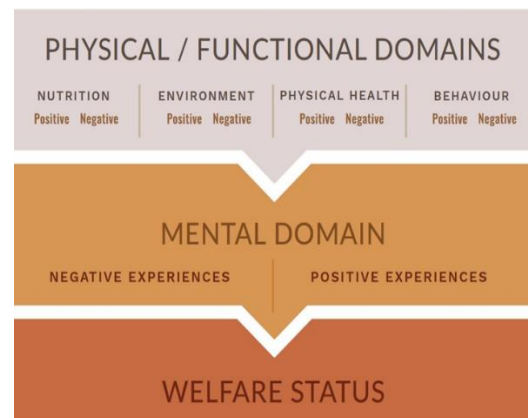 PHYSICAL / FUNCTIONAL DOMAINS
NUTRITION ENVIRONMENT PHYSICAL HEALTH BEHAVIOUR
Positive Negative Positive Negative Positive Negative Positive Negative
MENTAL DOMAIN
NEGATIVE EXPERIENCES POSITIVE EXPERIENCES
WELFARE STATUS